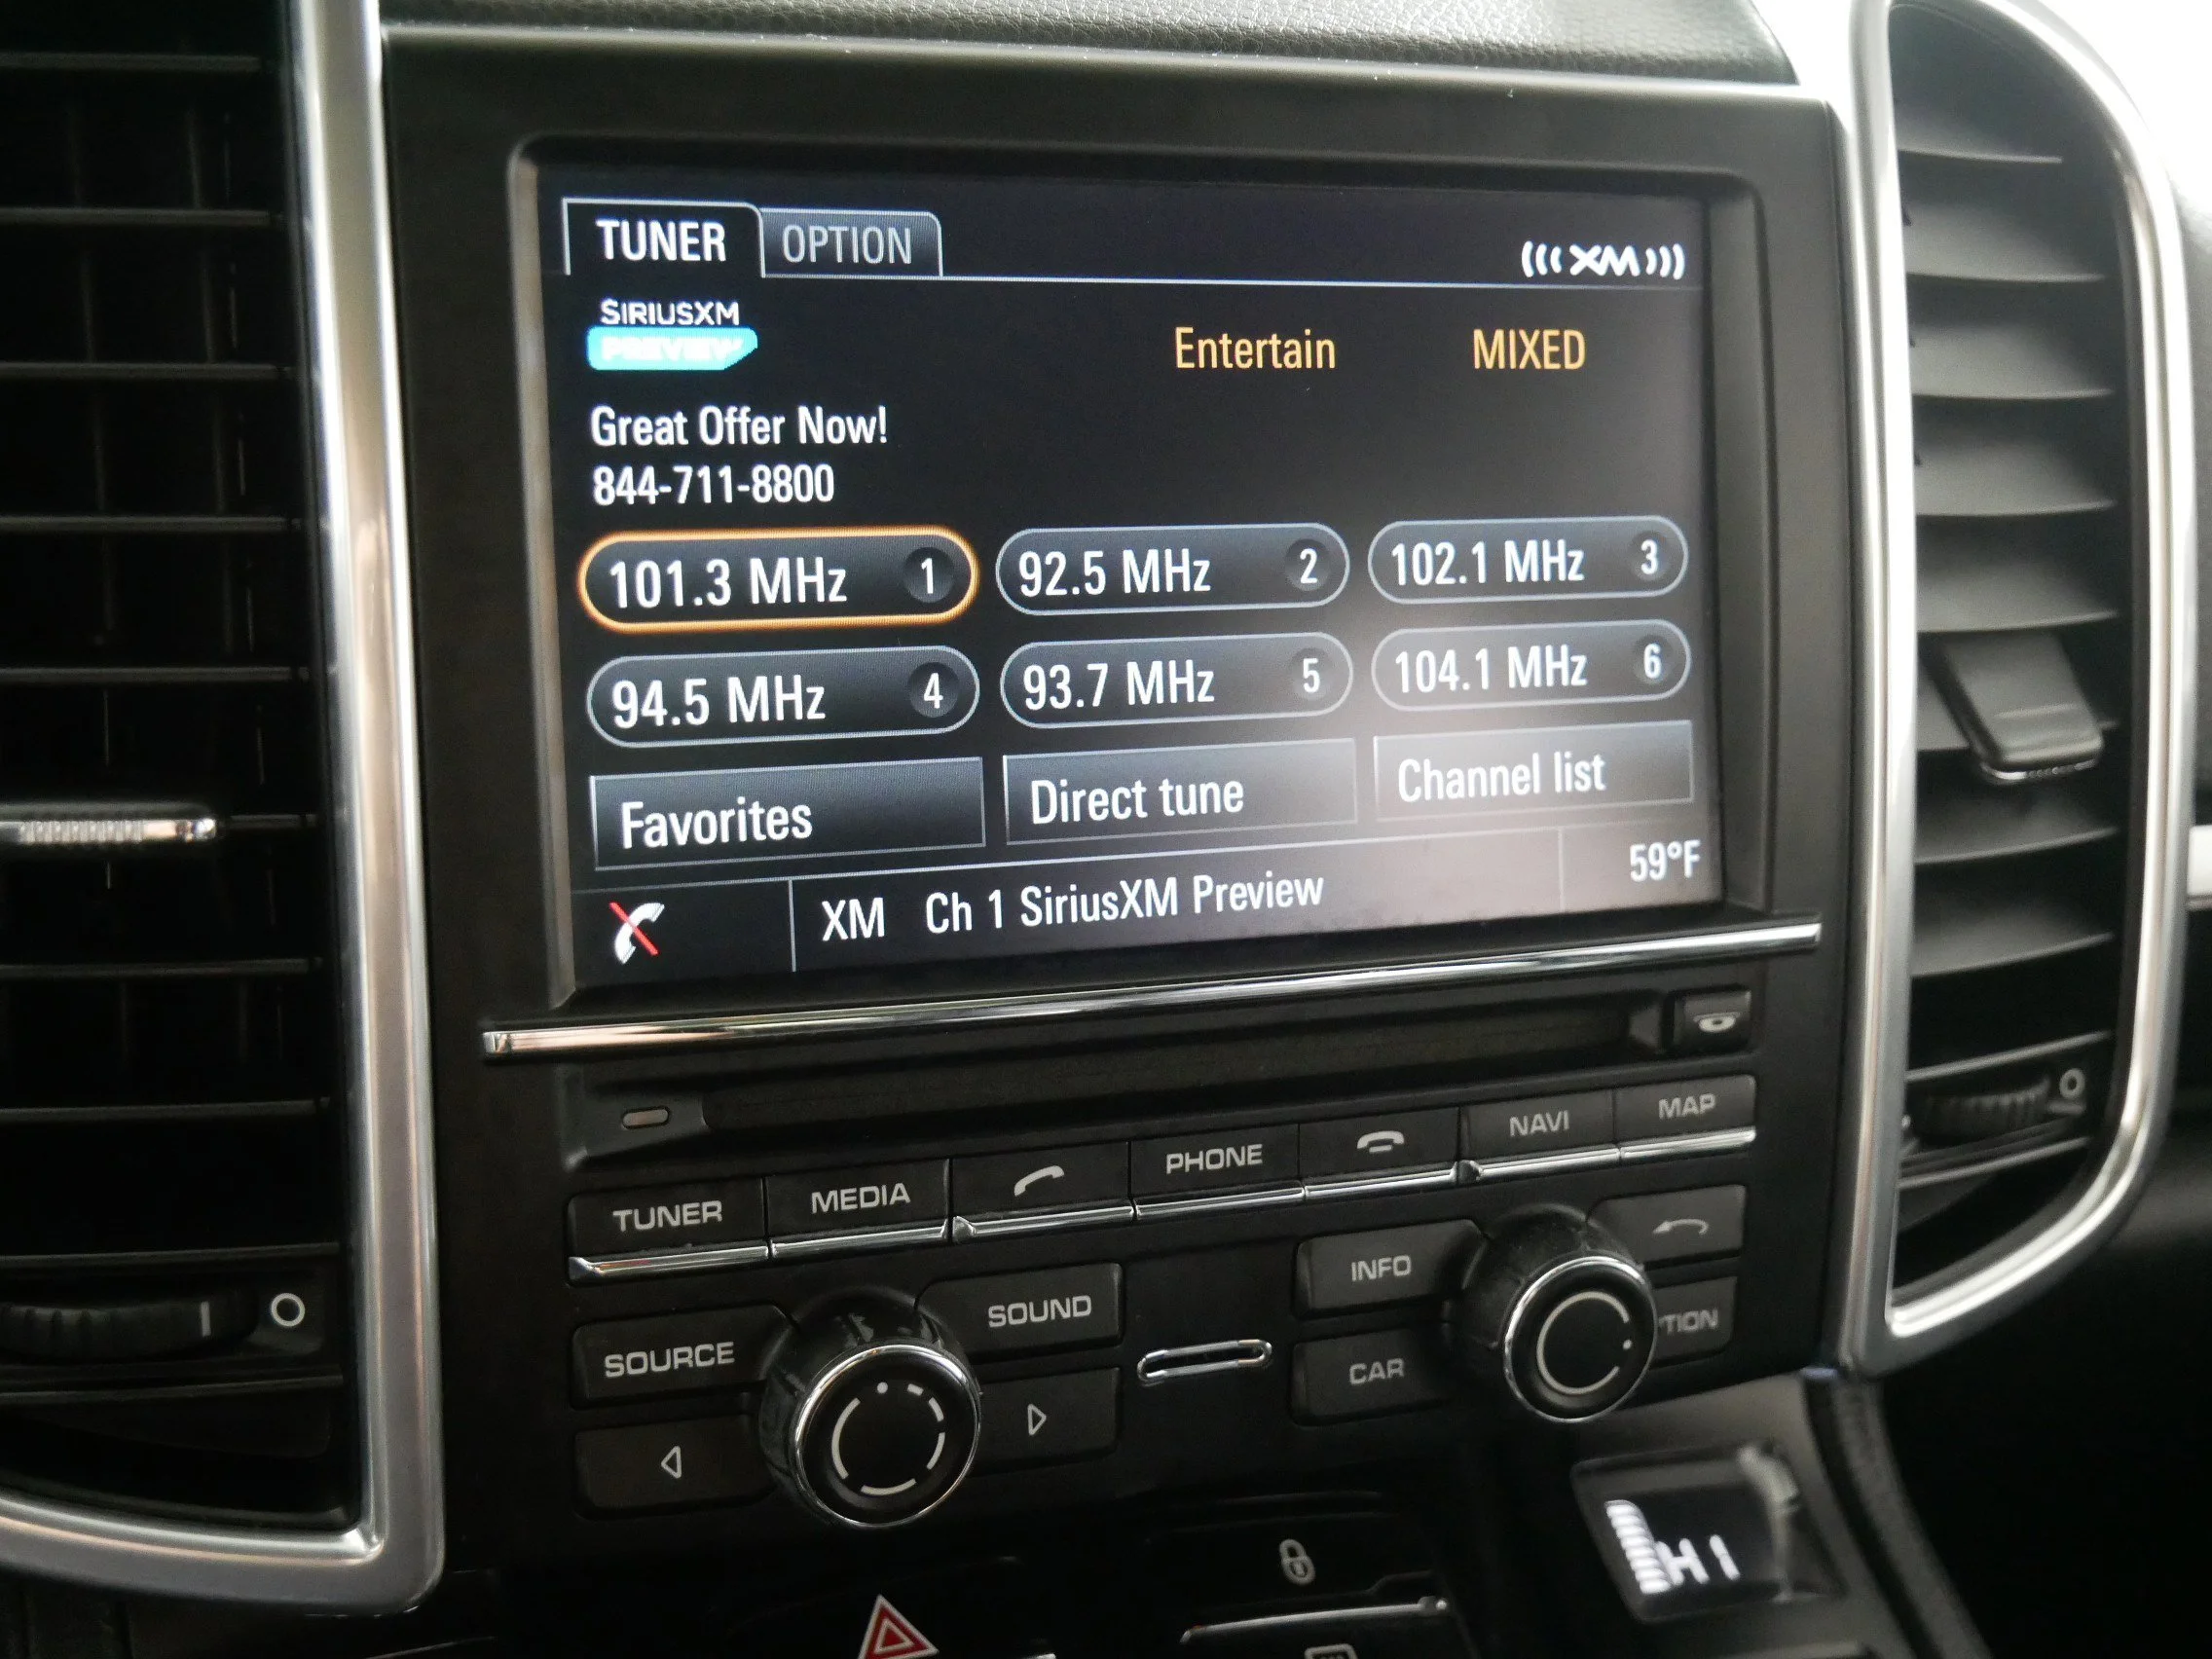 TUNER OPTION XM
SIRIUSXM
PREVIEW
Entertain MIXED
Great Offer Now!
844-711-8800
101.3 MHz 1 92.5 MHz 2 102.1 MHz 3
94.5 MHz 4 93.7 MHz 5 104.1 MHz 6
Favorites Direct tune Channel list
XM Ch 1 SiriusXM Preview 59°F
TUNER MEDIA PHONE NAVI MAP
SOURCE SOUND INFO
CAR TION
H 1